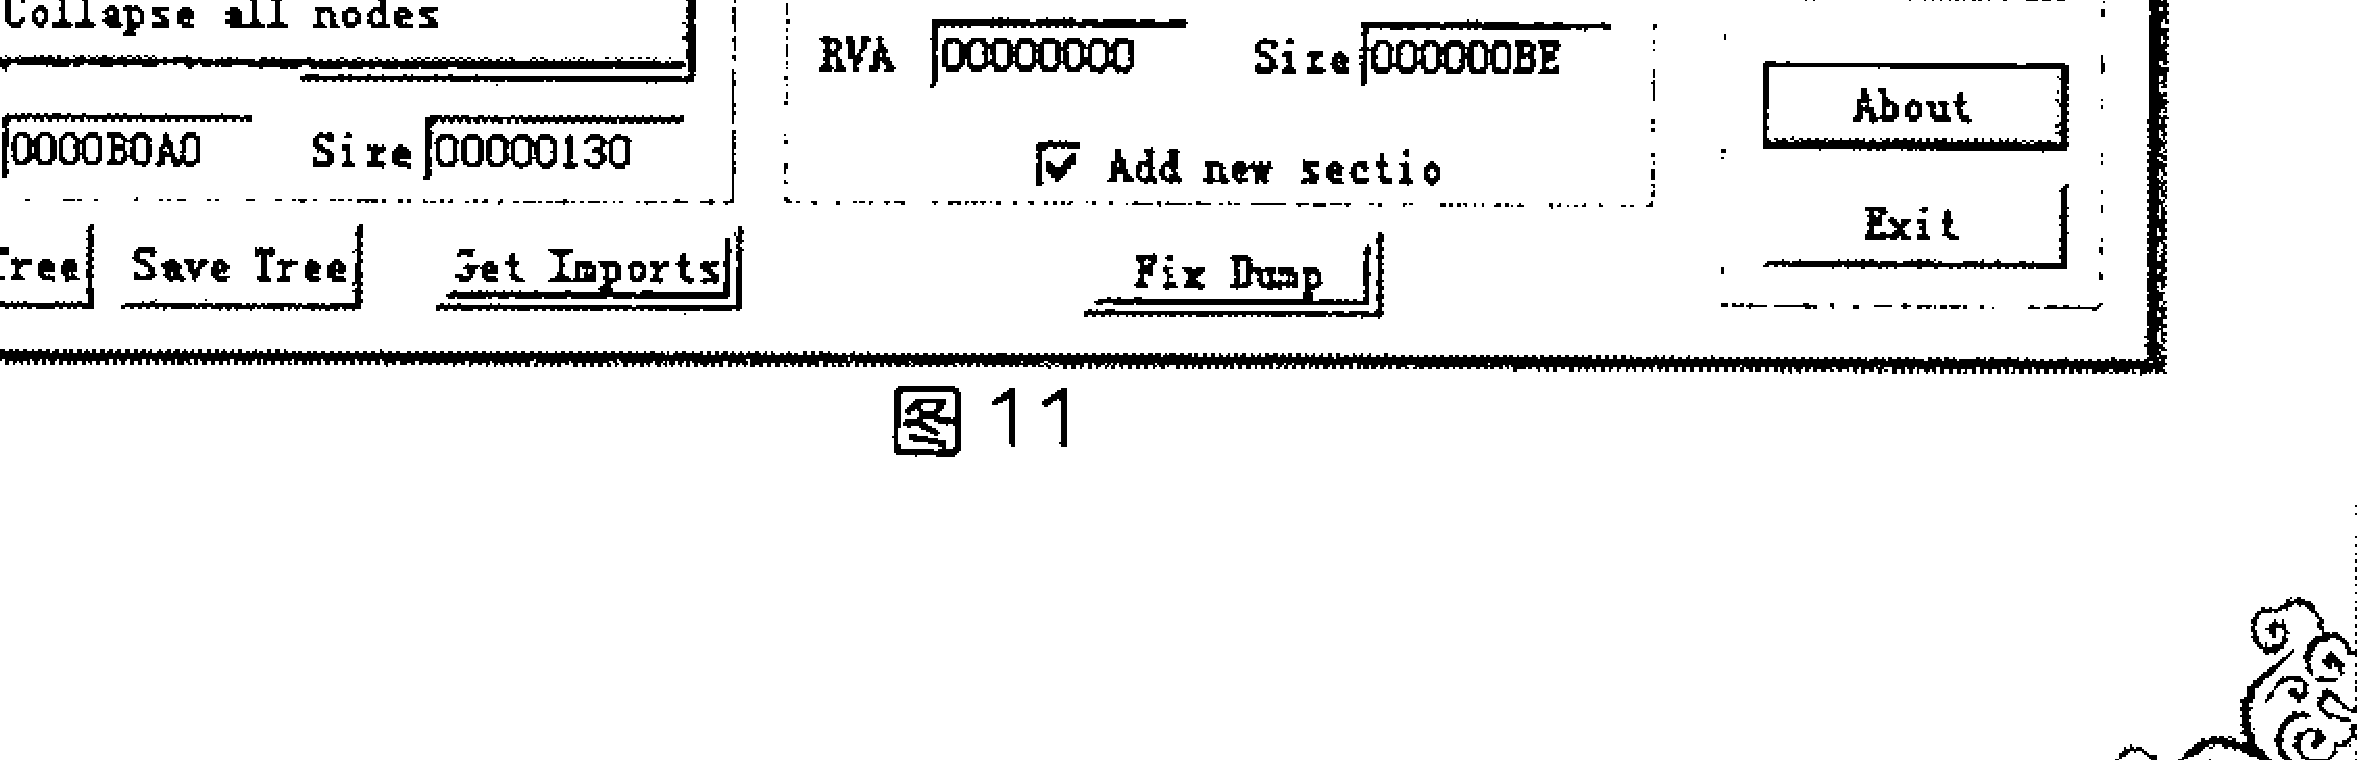 Collapse all nodes
RVA 00000000 Size 000000BE
About
0000B0A0 Size 00000130
Add new sectio
Exit
Tree Save Tree Get Imports Fix Dump
图 11